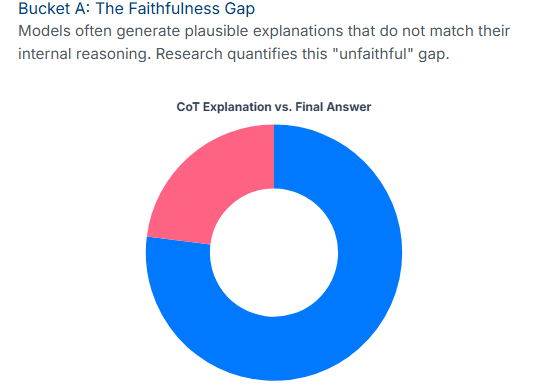 Bucket A: The Faithfulness Gap
Models often generate plausible explanations that do not match their
internal reasoning. Research quantifies this "unfaithful" gap.
CoT Explanation vs. Final Answer